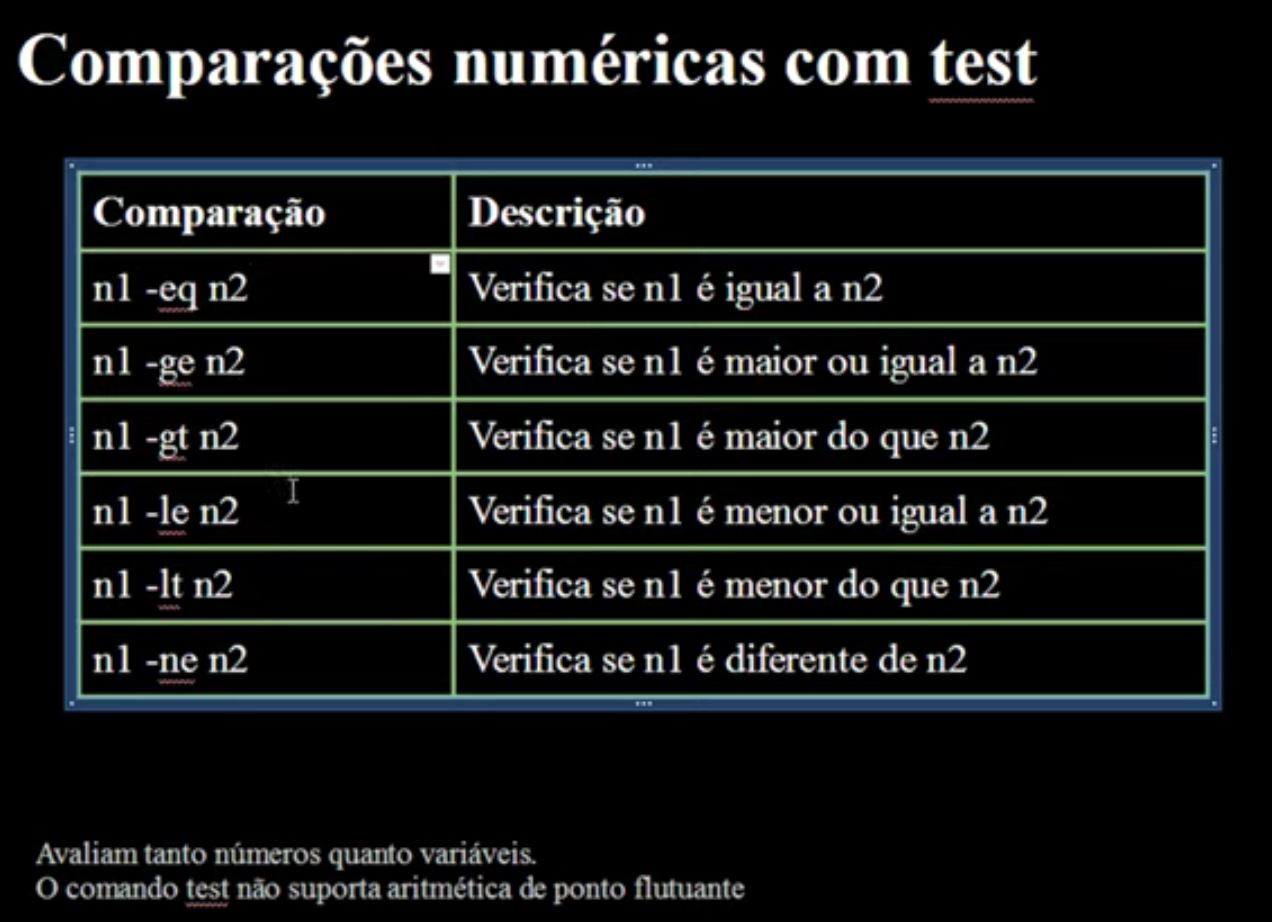 Comparações numéricas com test
Comparação Descrição
n1 -eq n2 Verifica se n1 é igual a n2
n1 -ge n2 Verifica se n1 é maior ou igual a n2
n1 -gt n2 Verifica se n1 é maior do que n2
n1 -le n2 Verifica se n1 é menor ou igual a n2
n1 -lt n2 Verifica se n1 é menor do que n2
n1 -ne n2 Verifica se n1 é diferente de n2
Avaliam tanto números quanto variáveis.
O comando test não suporta aritmética de ponto flutuante